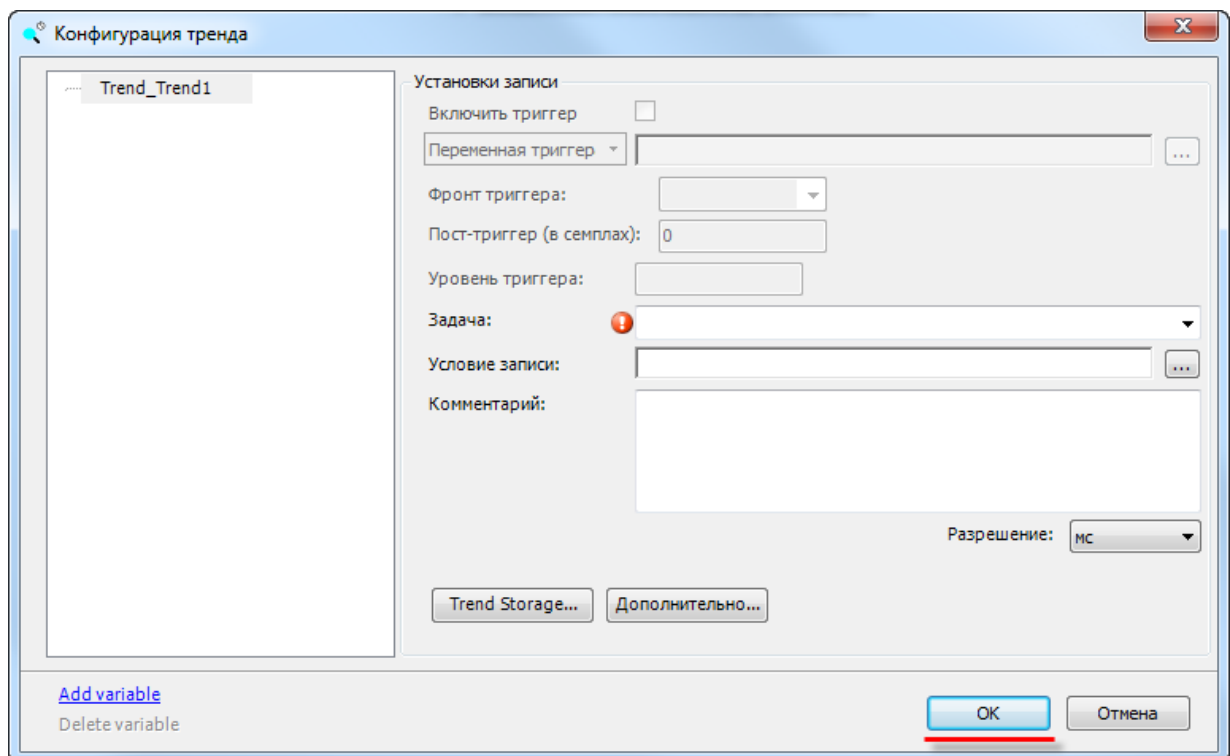 Конфигурация тренда
Trend_Trend1
Установки записи
Включить триггер
Переменная триггер
...
Фронт триггера:
Пост-триггер (в семплах): 0
Уровень триггера:
Задача:
Условие записи:
...
Комментарий:
Разрешение: мс
Trend Storage... Дополнительно...
Add variable
Delete variable
OK Отмена